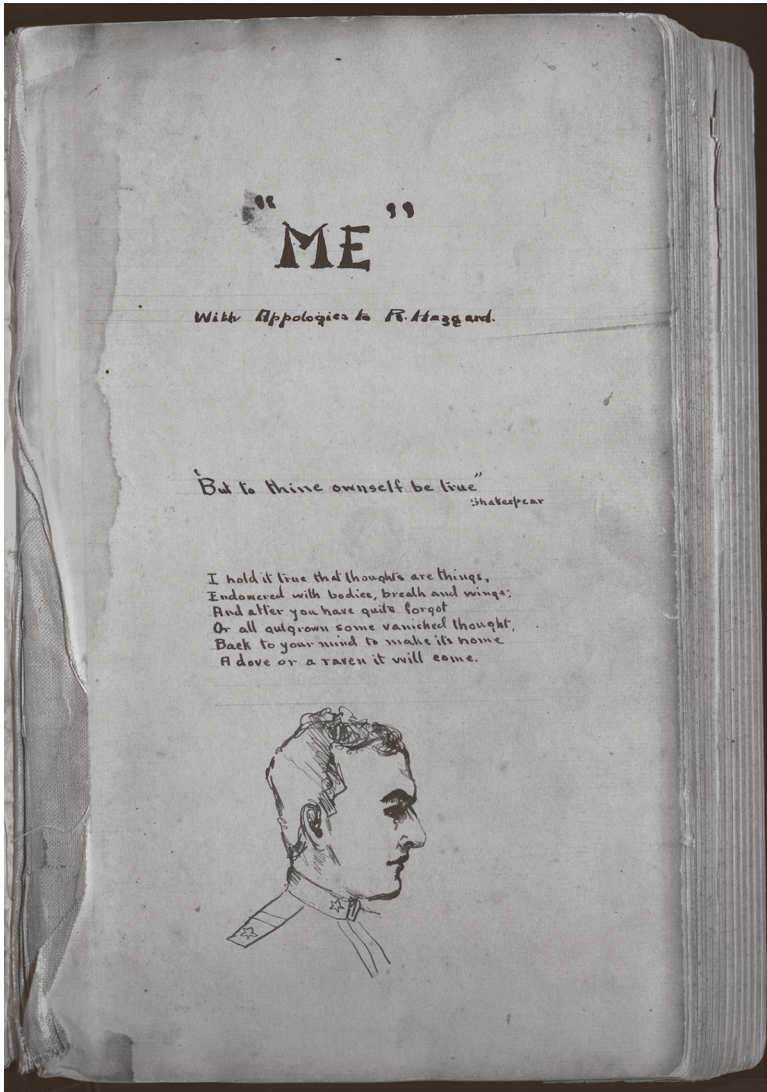 "ME"
With Appologies to R. Haggard.
"But to thine ownself be true"
Shakespear
I hold it true that thoughts are things,
Endowered with bodies, breath and wings;
And after you have quite forgot
Or all outgrown some vanished thought,
Back to your mind to make its home
A dove or a raven it will come.